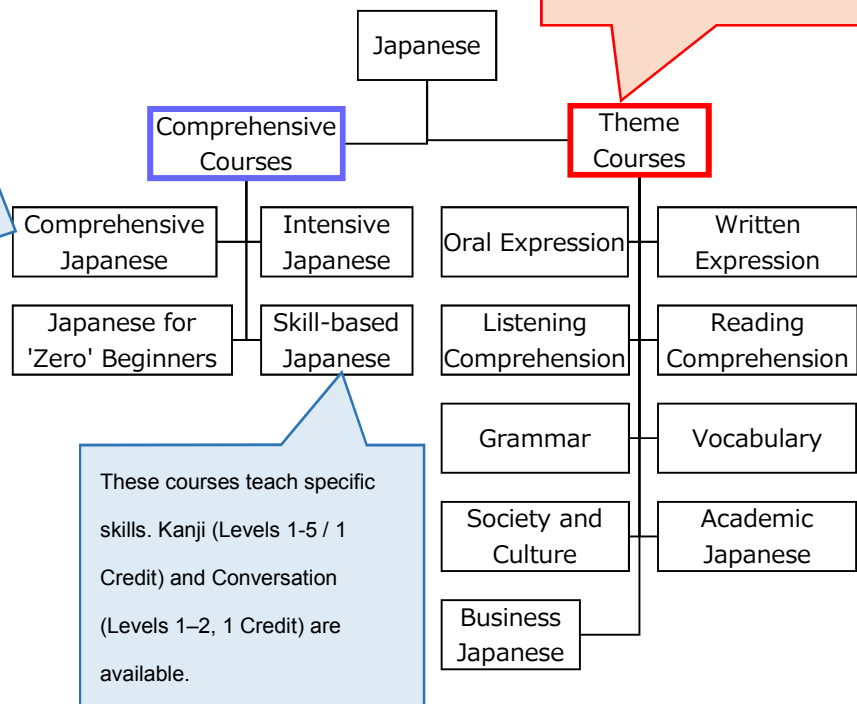 Japanese
Comprehensive
Courses
Theme
Courses
Comprehensive
Japanese
Intensive
Japanese
Oral Expression
Written
Expression
Japanese for
'Zero' Beginners
Skill-based
Japanese
Listening
Comprehension
Reading
Comprehension
Grammar
Vocabulary
These courses teach specific
skills. Kanji (Levels 1-5 / 1
Credit) and Conversation
(Levels 1–2, 1 Credit) are
available.
Society and
Culture
Academic
Japanese
Business
Japanese